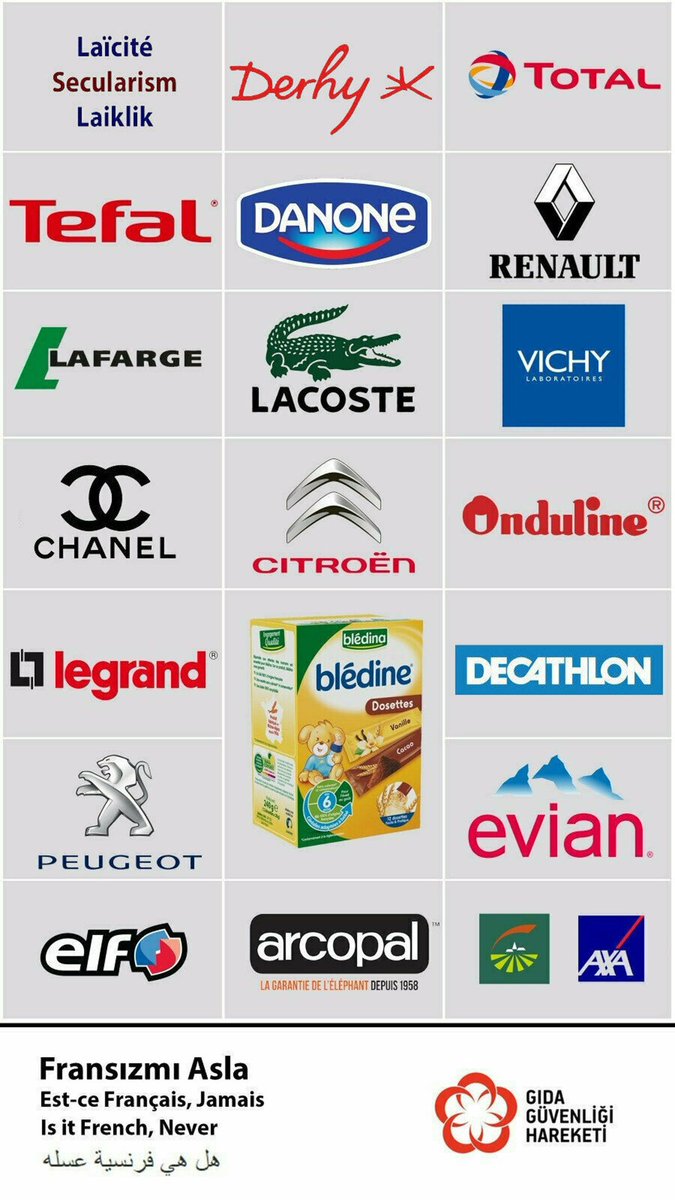 Laïcité
Secularism
Laiklik
Derhy
TOTAL
Tefal®
DANONE
RENAULT
LAFARGE
LACOSTE
VICHY
LABORATOIRES
CHANEL
CITROËN
Onduline®
legrand®
blédina
blédine®
Dosettes
Vanille
Cacao
6
240g
DECATHLON
PEUGEOT
evian®
elf
arcopal™
LA GARANTIE DE L'ÉLÉPHANT DEPUIS 1958
AXA
Fransızmı Asla
Est-ce Français, Jamais
Is it French, Never
هل هي فرنسية عسله
GIDA
GÜVENLİĞİ
HAREKETİ